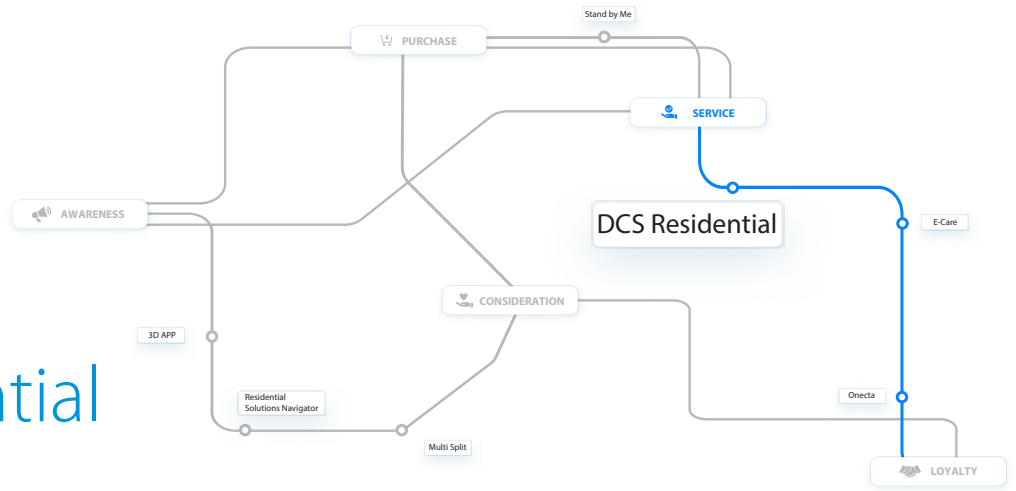 Stand by Me
PURCHASE
SERVICE
AWARENESS
DCS Residential
E-Care
CONSIDERATION
3D APP
ntial
Residential
Solutions Navigator
Onecta
Multi Split
LOYALTY